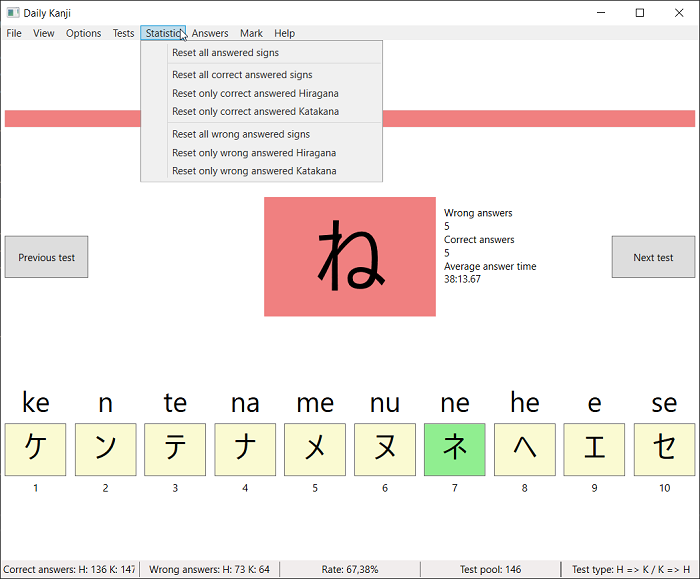 Daily Kanji
File View Options Tests Statistic Answers Mark Help
Reset all answered signs
Reset all correct answered signs
Reset only correct answered Hiragana
Reset only correct answered Katakana
Reset all wrong answered signs
Reset only wrong answered Hiragana
Reset only wrong answered Katakana
Previous test
ね
Wrong answers
5
Correct answers
5
Average answer time
38:13.67
Next test
ke n te na me nu ne he e se
ケ ン テ ナ メ ヌ ネ ヘ エ セ
1 2 3 4 5 6 7 8 9 10
Correct answers: H: 136 K: 147 Wrong answers: H: 73 K: 64 Rate: 67,38% Test pool: 146 Test type: H => K / K => H